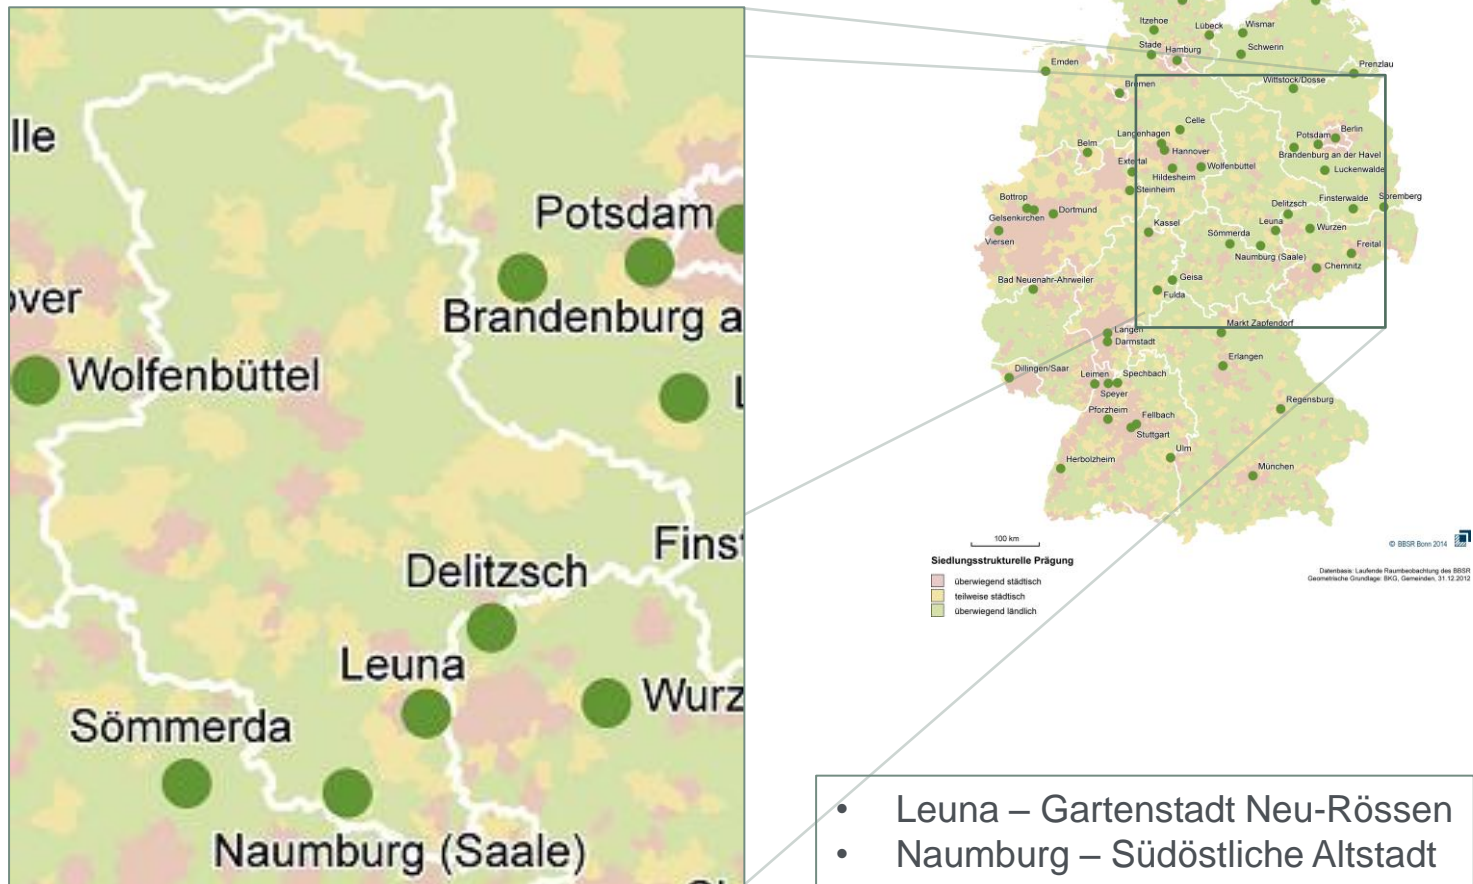 lle
Potsdam
over
Brandenburg a
Wolfenbüttel
L
Fins
Delitzsch
Leuna
Wurz
Sömmerda
Naumburg (Saale)
Itzehoe
Lübeck
Wismar
Stade
Hamburg
Schwerin
Emden
Prenzlau
Bremen
Wittstock/Dosse
Celle
Langenhagen
Potsdam
Berlin
Belm
Hannover
Brandenburg an der Havel
Extertal
Wolfenbüttel
Luckenwalde
Hildesheim
Steinheim
Bottrop
Dortmund
Delitzsch
Finsterwalde
Spremberg
Gelsenkirchen
Kassel
Leuna
Wurzen
Viersen
Sömmerda
Freital
Naumburg (Saale)
Chemnitz
Bad Neuenahr-Ahrweiler
Geisa
Fulda
Langen
Markt Zapfendorf
Darmstadt
Erlangen
Dillingen/Saar
Leimen
Spechbach
Speyer
Regensburg
Pforzheim
Fellbach
Stuttgart
Ulm
Herbolzheim
München
100 km
© BBSR Bonn 2014
Siedlungsstrukturelle Prägung
überwiegend städtisch
teilweise städtisch
überwiegend ländlich
Datenbasis: Laufende Raumbeobachtung des BBSR
Geometrische Grundlage: BKG, Gemeinden, 31.12.2012
• Leuna – Gartenstadt Neu-Rössen
• Naumburg – Südöstliche Altstadt